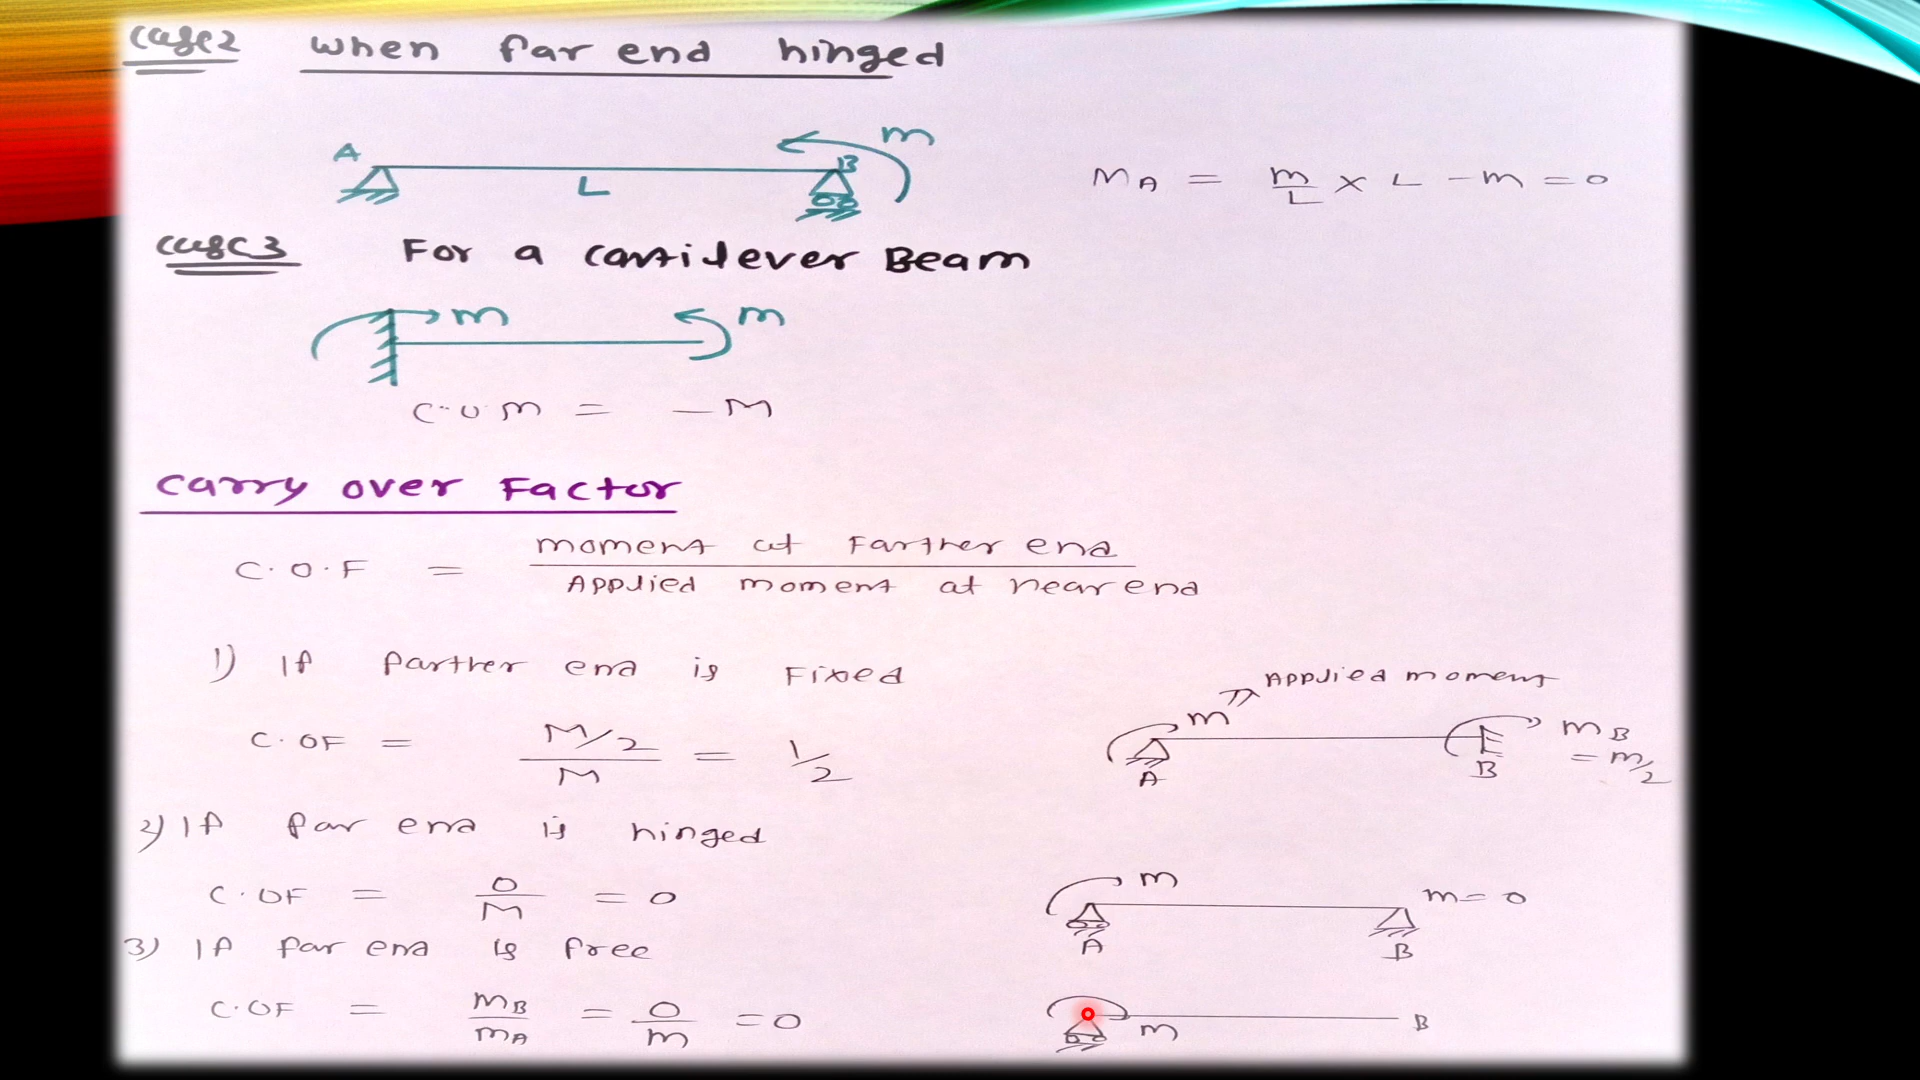 Case2 when far end hinged
A L B m
MA = m/L × L - m = 0
Case 3 For a cantilever Beam
m m
C.O.M = - M
Carry over Factor
C.O.F = moment at Farther end / Applied moment at near end
1) If farther end is Fixed
Applied moment
C.OF = M/2 / M = 1/2
m A B mB = m/2
2) If far end is hinged
C.OF = 0/M = 0
m A B m = 0
3) If far end is free
C.OF = mB/mA = 0/m = 0
m B